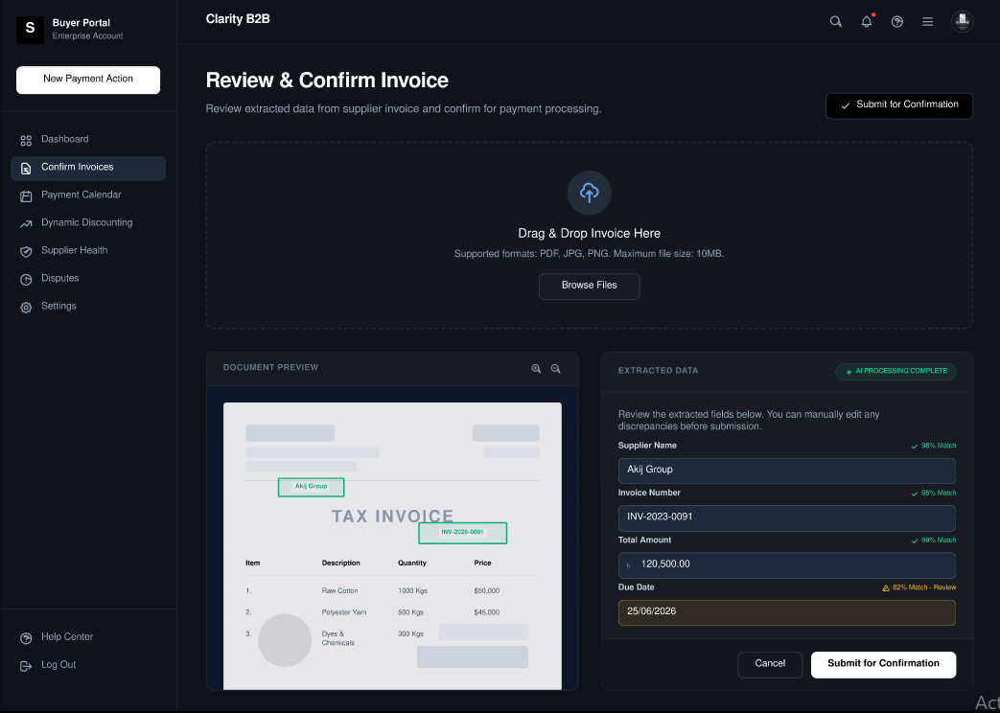 S
Buyer Portal
Enterprise Account
New Payment Action
Dashboard
Confirm Invoices
Payment Calendar
Dynamic Discounting
Supplier Health
Disputes
Settings
Help Center
Log Out
Clarity B2B
Review & Confirm Invoice
Review extracted data from supplier invoice and confirm for payment processing.
Submit for Confirmation
Drag & Drop Invoice Here
Supported formats: PDF, JPG, PNG. Maximum file size: 10MB.
Browse Files
DOCUMENT PREVIEW
Akij Group
TAX INVOICE
INV-2026-0091
Item Description Quantity Price
1. Raw Cotton 1000 Kgs $50,000
2. Polyester Yarn 500 Kgs $45,000
3. Dyes & 300 Kgs
Chemicals
EXTRACTED DATA
AI PROCESSING COMPLETE
Review the extracted fields below. You can manually edit any
discrepancies before submission.
Supplier Name 98% Match
Akij Group
Invoice Number 95% Match
INV-2023-0091
Total Amount 99% Match
৳ 120,500.00
Due Date 82% Match - Review
25/06/2026
Cancel
Submit for Confirmation
Act